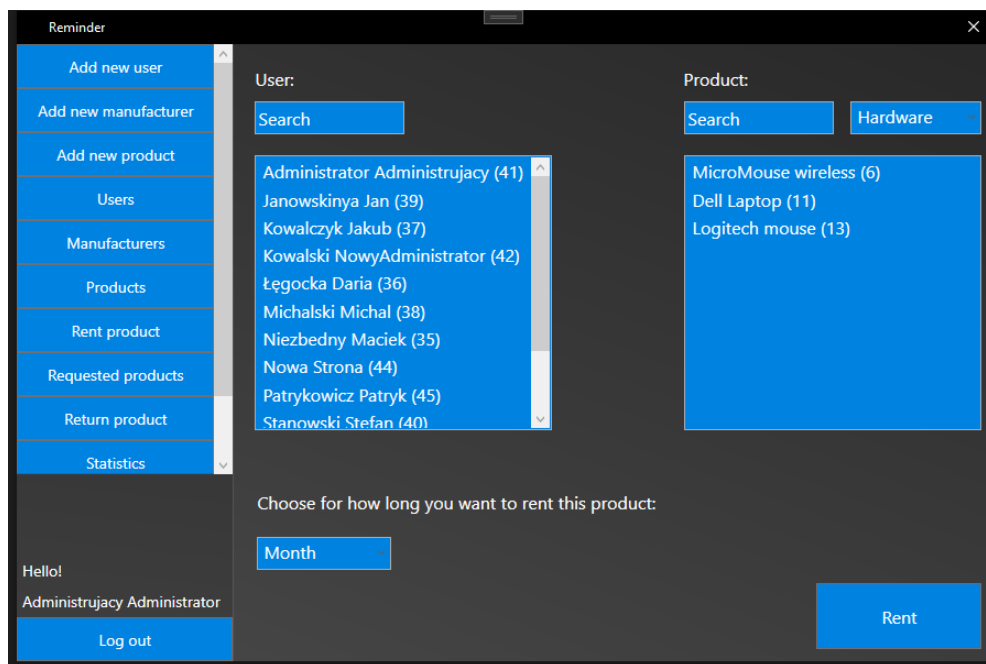 Reminder
Add new user
Add new manufacturer
Add new product
Users
Manufacturers
Products
Rent product
Requested products
Return product
Statistics
Hello!
Administrujacy Administrator
Log out
User:
Search
Administrator Administrujacy (41)
Janowskinya Jan (39)
Kowalczyk Jakub (37)
Kowalski NowyAdministrator (42)
Łęgocka Daria (36)
Michalski Michal (38)
Niezbedny Maciek (35)
Nowa Strona (44)
Patrykowicz Patryk (45)
Stanowski Stefan (40)
Product:
Search
Hardware
MicroMouse wireless (6)
Dell Laptop (11)
Logitech mouse (13)
Choose for how long you want to rent this product:
Month
Rent